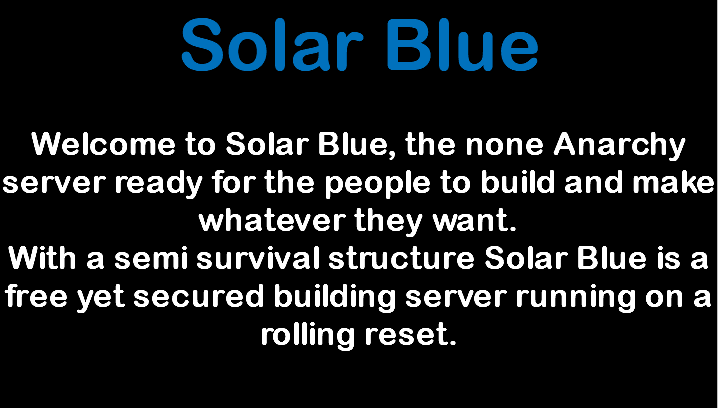 Solar Blue
Welcome to Solar Blue, the none Anarchy
server ready for the people to build and make
whatever they want.
With a semi survival structure Solar Blue is a
free yet secured building server running on a
rolling reset.